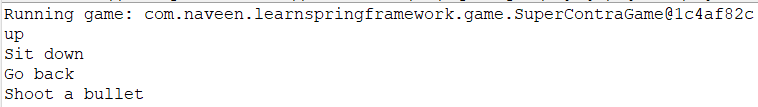 Running game: com.naveen.learnspringframework.game.SuperContraGame@1c4af82c
up
Sit down
Go back
Shoot a bullet